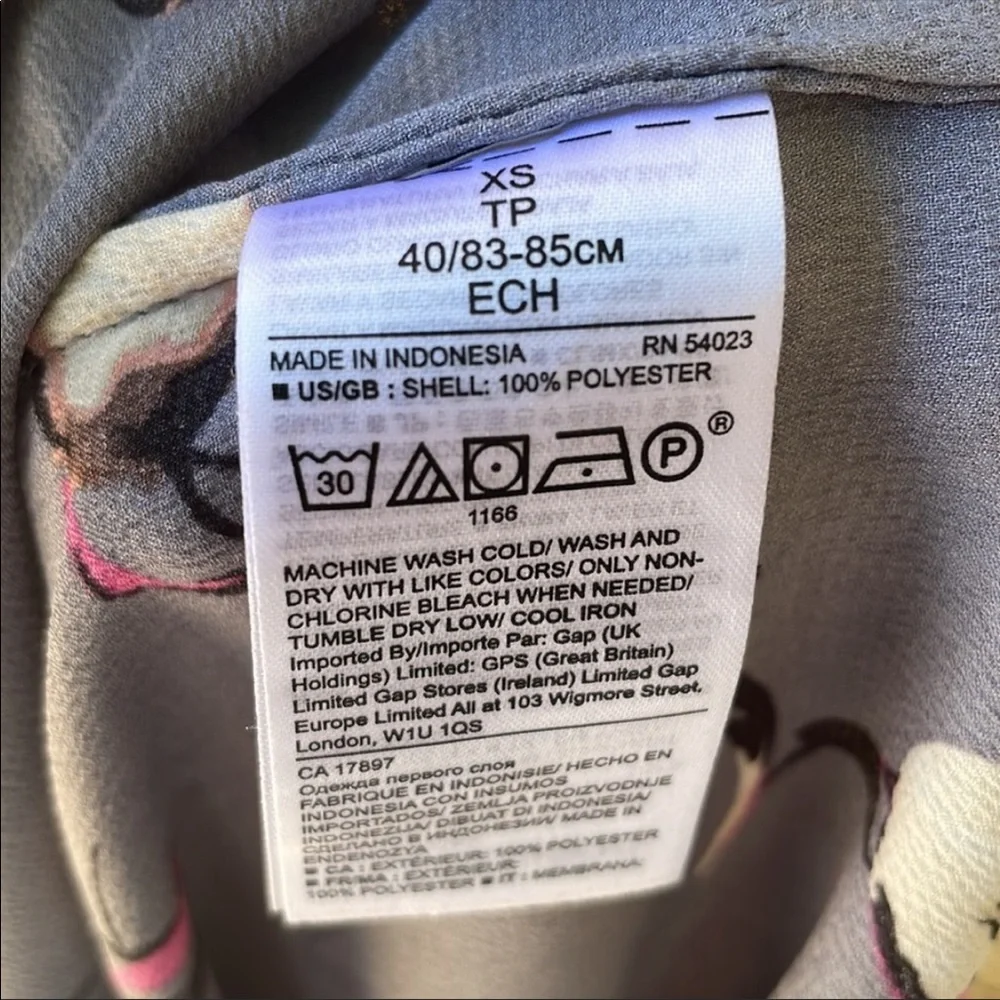 XS
TP
40/83-85CM
ECH
MADE IN INDONESIA RN 54023
■ US/GB : SHELL: 100% POLYESTER
30 P ®
1166
MACHINE WASH COLD/ WASH AND
DRY WITH LIKE COLORS/ ONLY NON-
CHLORINE BLEACH WHEN NEEDED/
TUMBLE DRY LOW/ COOL IRON
Imported By/Importe Par: Gap (UK
Holdings) Limited: GPS (Great Britain)
Limited Gap Stores (Ireland) Limited Gap
Europe Limited All at 103 Wigmore Street,
London, W1U 1QS
CA 17897
Одежда первого слоя
FABRIQUE EN INDONISIE/ HECHO EN
INDONESIA CON INSUMOS
IMPORTADOS/ ZEMLJA PROIZVODNJE
INDONEZIJA/ DIBUAT DI INDONESIA/
СДЕЛАНО В ИНДОНЕЗИИ/ MADE IN
ENDENOZYA
■ CA : EXTÉRIEUR: 100% POLYESTER
■ FR/MA : EXTÉRIEUR:
100% POLYESTER ■ IT : MEMBRANA: